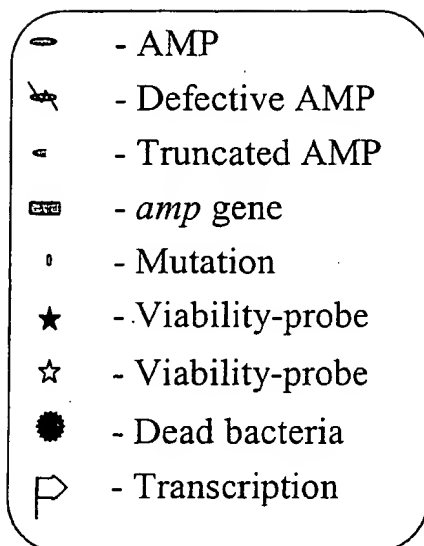 - AMP
- Defective AMP
- Truncated AMP
- amp gene
- Mutation
- Viability-probe
- Viability-probe
- Dead bacteria
- Transcription